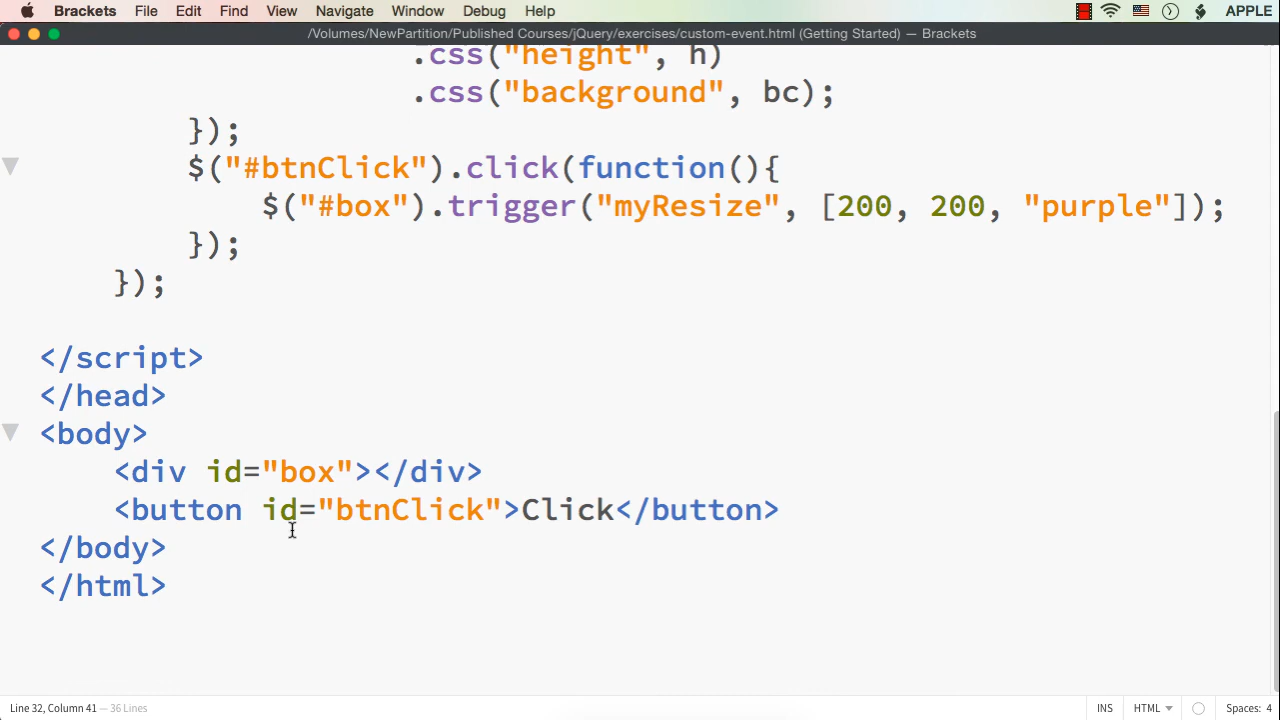 Brackets File Edit Find View Navigate Window Debug Help APPLE
/Volumes/NewPartition/Published Courses/jQuery/exercises/custom-event.html (Getting Started) — Brackets
.css("height", h)
.css("background", bc);
});
$("#btnClick").click(function(){
$("#box").trigger("myResize", [200, 200, "purple"]);
});
});
</script>
</head>
<body>
<div id="box"></div>
<button id="btnClick">Click</button>
</body>
</html>
Line 32, Column 41 — 36 Lines INS HTML Spaces: 4